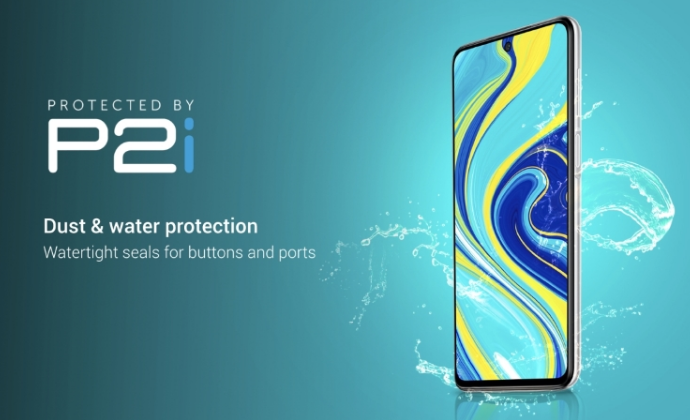 PROTECTED BY
P2i
Dust & water protection
Watertight seals for buttons and ports